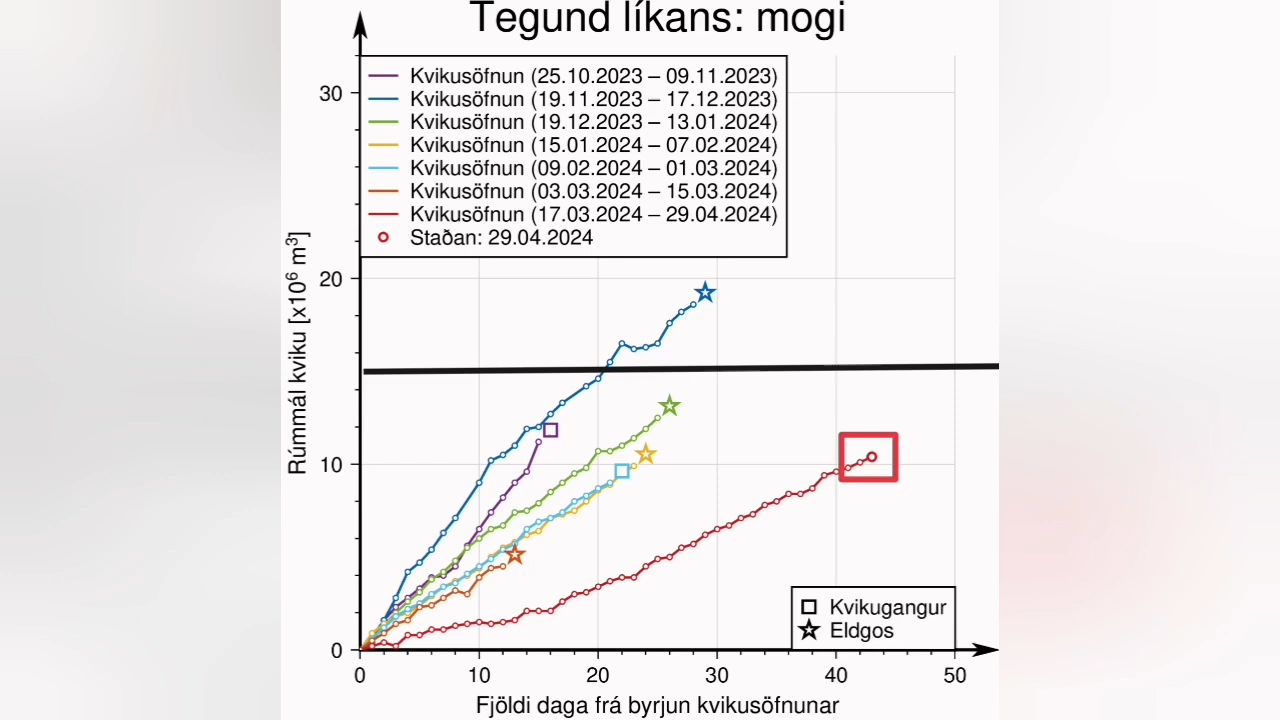 Tegund líkans: mogi
Kvikusöfnun (25.10.2023 – 09.11.2023)
Kvikusöfnun (19.11.2023 – 17.12.2023)
Kvikusöfnun (19.12.2023 – 13.01.2024)
Kvikusöfnun (15.01.2024 – 07.02.2024)
Kvikusöfnun (09.02.2024 – 01.03.2024)
Kvikusöfnun (03.03.2024 – 15.03.2024)
Kvikusöfnun (17.03.2024 – 29.04.2024)
Staðan: 29.04.2024
Rúmmál kviku [x10⁶ m³]
30
20
10
0
Kvikugangur
Eldgos
0 10 20 30 40 50
Fjöldi daga frá byrjun kvikusöfnunar